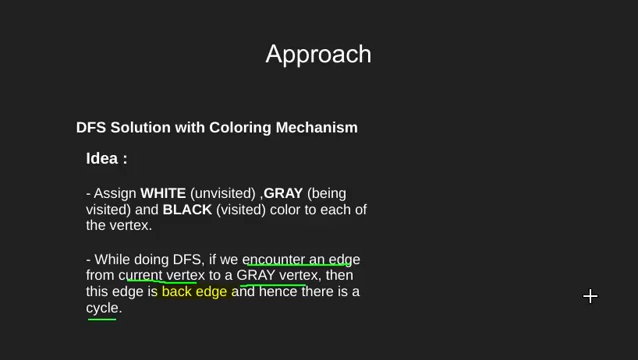 Approach
DFS Solution with Coloring Mechanism
Idea :
- Assign WHITE (unvisited) ,GRAY (being
visited) and BLACK (visited) color to each of
the vertex.
- While doing DFS, if we encounter an edge
from current vertex to a GRAY vertex, then
this edge is back edge and hence there is a
cycle.